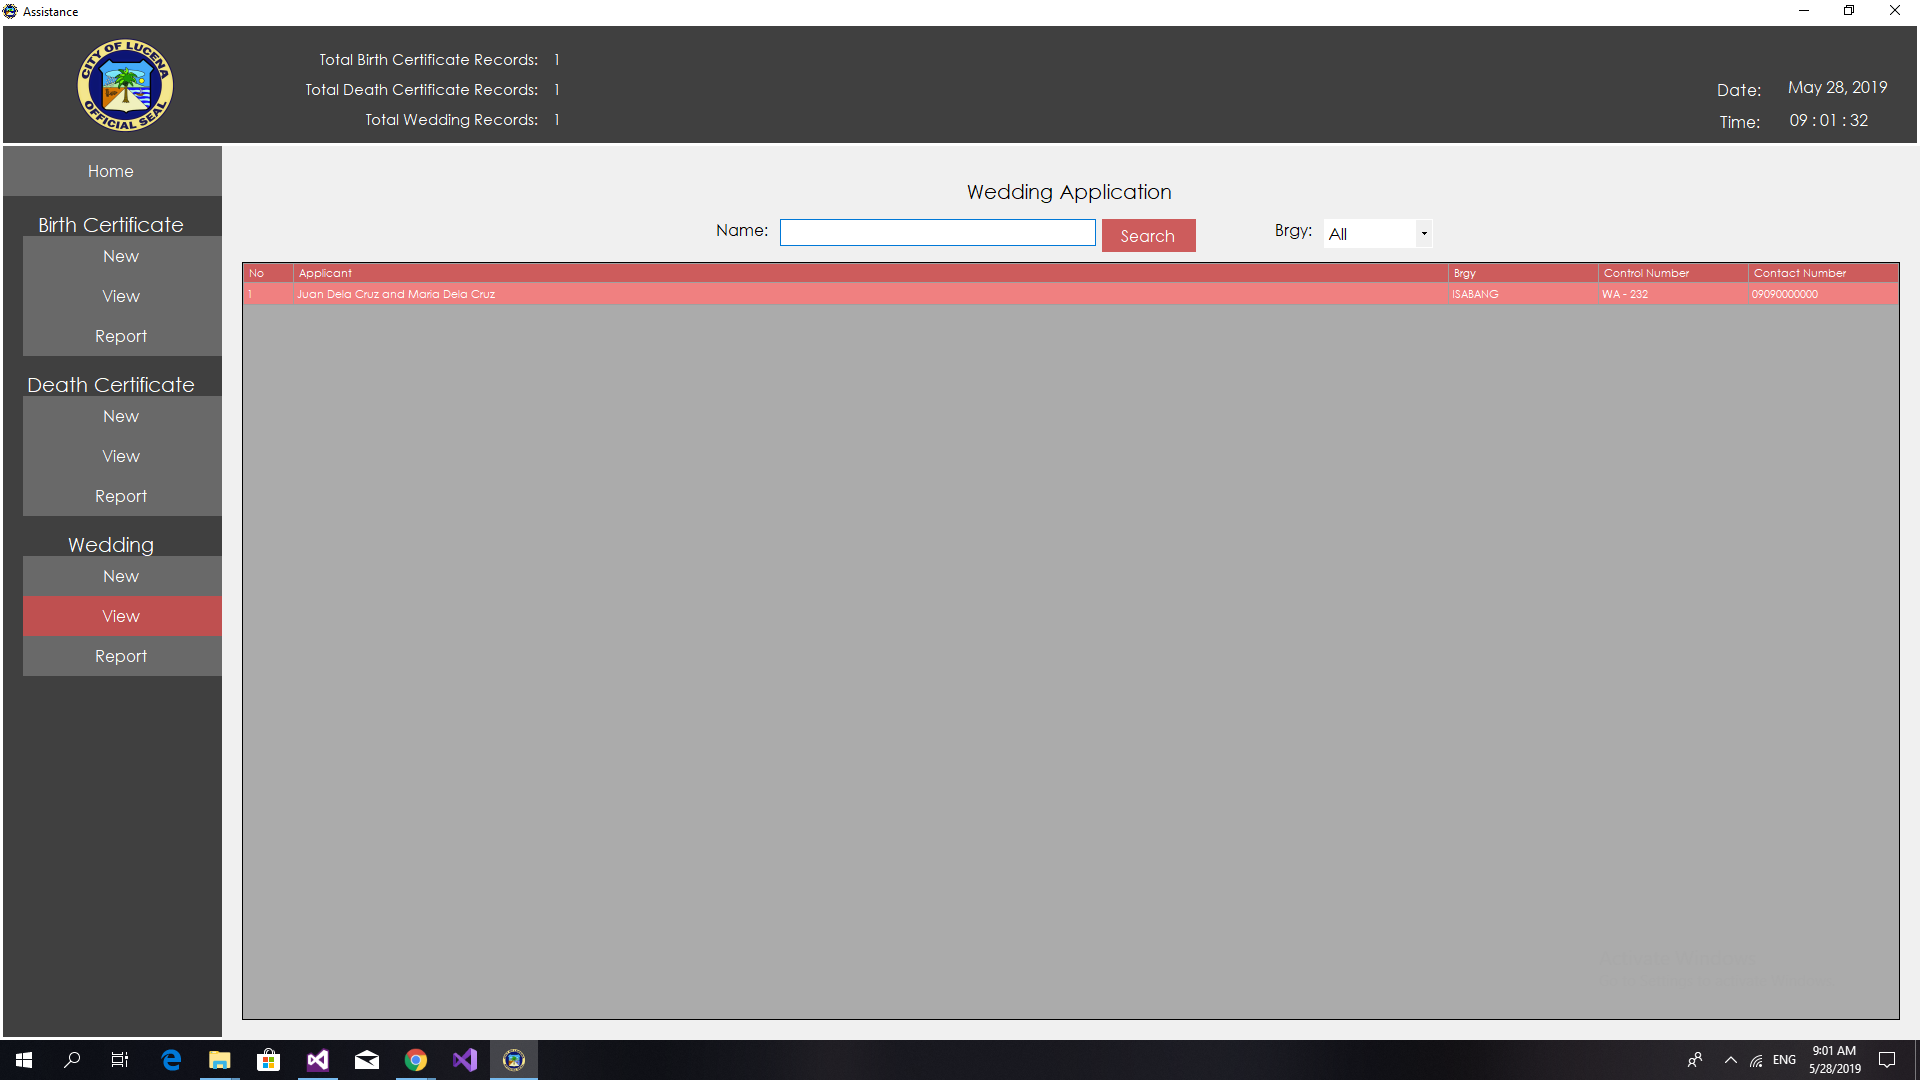 Assistance
CITY OF LUCENA
OFFICIAL SEAL
Total Birth Certificate Records: 1
Total Death Certificate Records: 1
Total Wedding Records: 1
Date: May 28, 2019
Time: 09 : 01 : 32
Home
Birth Certificate
New
View
Report
Death Certificate
New
View
Report
Wedding
New
View
Report
Wedding Application
Name: Search Brgy: All
No Applicant Brgy Control Number Contact Number
1 Juan Dela Cruz and Maria Dela Cruz ISABANG WA - 232 09090000000
ENG
9:01 AM
5/28/2019